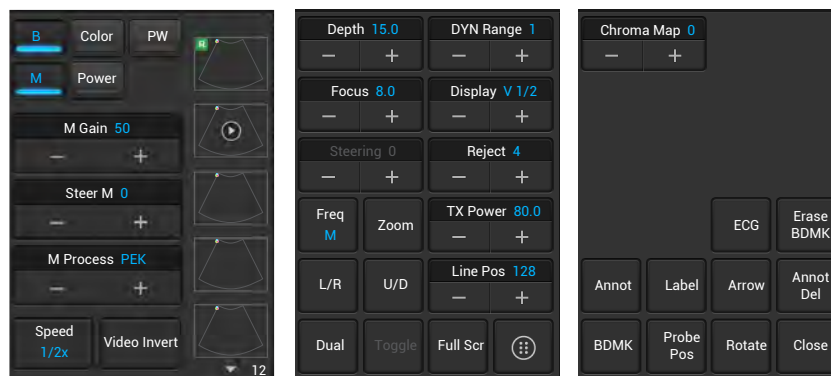 B
Color
PW
R
M
Power
M Gain 50
− +
Steer M 0
− +
M Process PEK
− +
Speed
1/2x
Video Invert
12
Depth 15.0
− +
DYN Range 1
− +
Focus 8.0
− +
Display V 1/2
− +
Steering 0
− +
Reject 4
− +
Freq
M
Zoom
TX Power 80.0
− +
L/R
U/D
Line Pos 128
− +
Dual
Toggle
Full Scr
Chroma Map 0
− +
ECG
Erase
BDMK
Annot
Label
Arrow
Annot
Del
BDMK
Probe
Pos
Rotate
Close